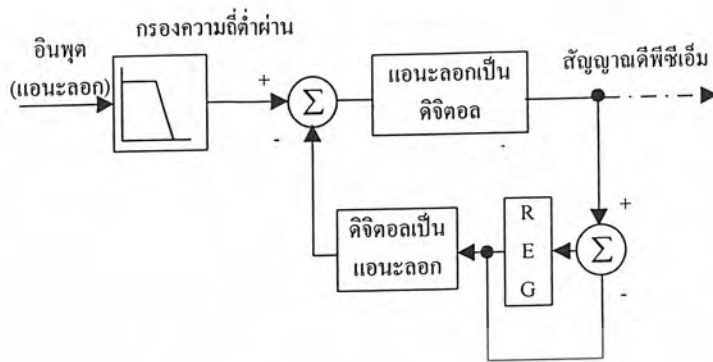 กรองความถี่ต่ำผ่าน
อินพุต
(แอนะลอก)
+
Σ
-
แอนะลอกเป็น
ดิจิตอล
สัญญาณดีพีซีเอ็ม
ดิจิตอลเป็น
แอนะลอก
R
E
G
+
Σ
-